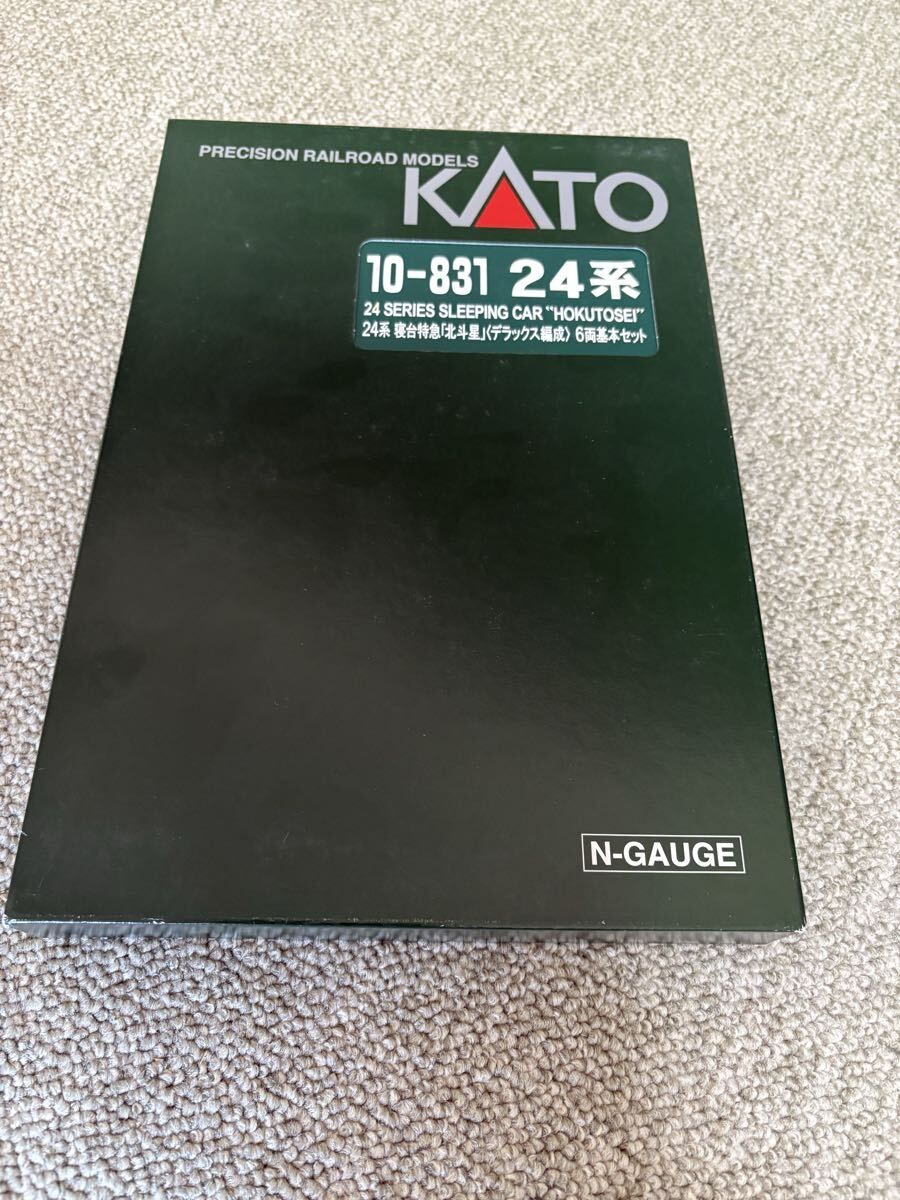 PRECISION RAILROAD MODELS
KATO
10-831 24系
24 SERIES SLEEPING CAR "HOKUTOSEI"
24系 寝台特急「北斗星」〈デラックス編成〉 6両基本セット
N-GAUGE